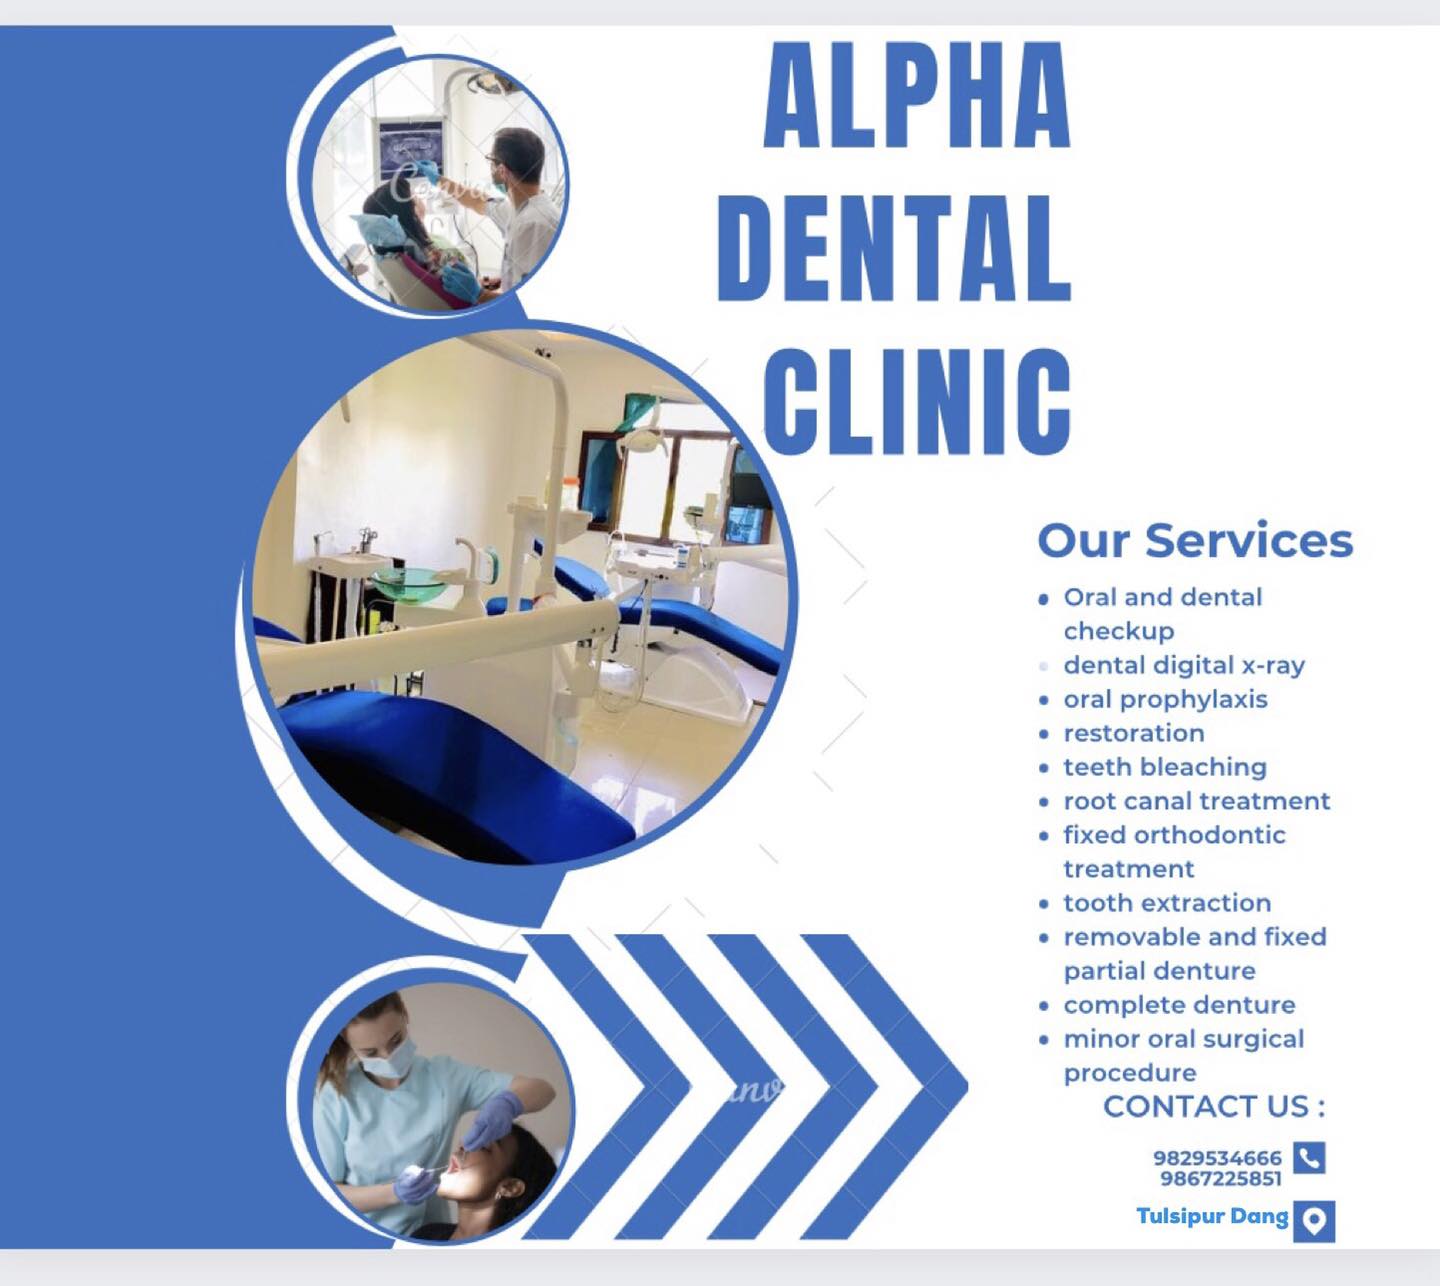 ALPHA
DENTAL
CLINIC
Our Services
• Oral and dental
checkup
• dental digital x-ray
• oral prophylaxis
• restoration
• teeth bleaching
• root canal treatment
• fixed orthodontic
treatment
• tooth extraction
• removable and fixed
partial denture
• complete denture
• minor oral surgical
procedure
CONTACT US :
9829534666
9867225851
Tulsipur Dang
Canva